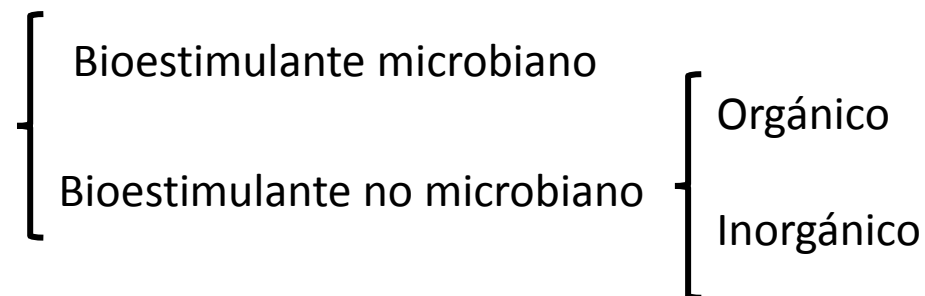 Bioestimulante microbiano
Bioestimulante no microbiano
Orgánico
Inorgánico